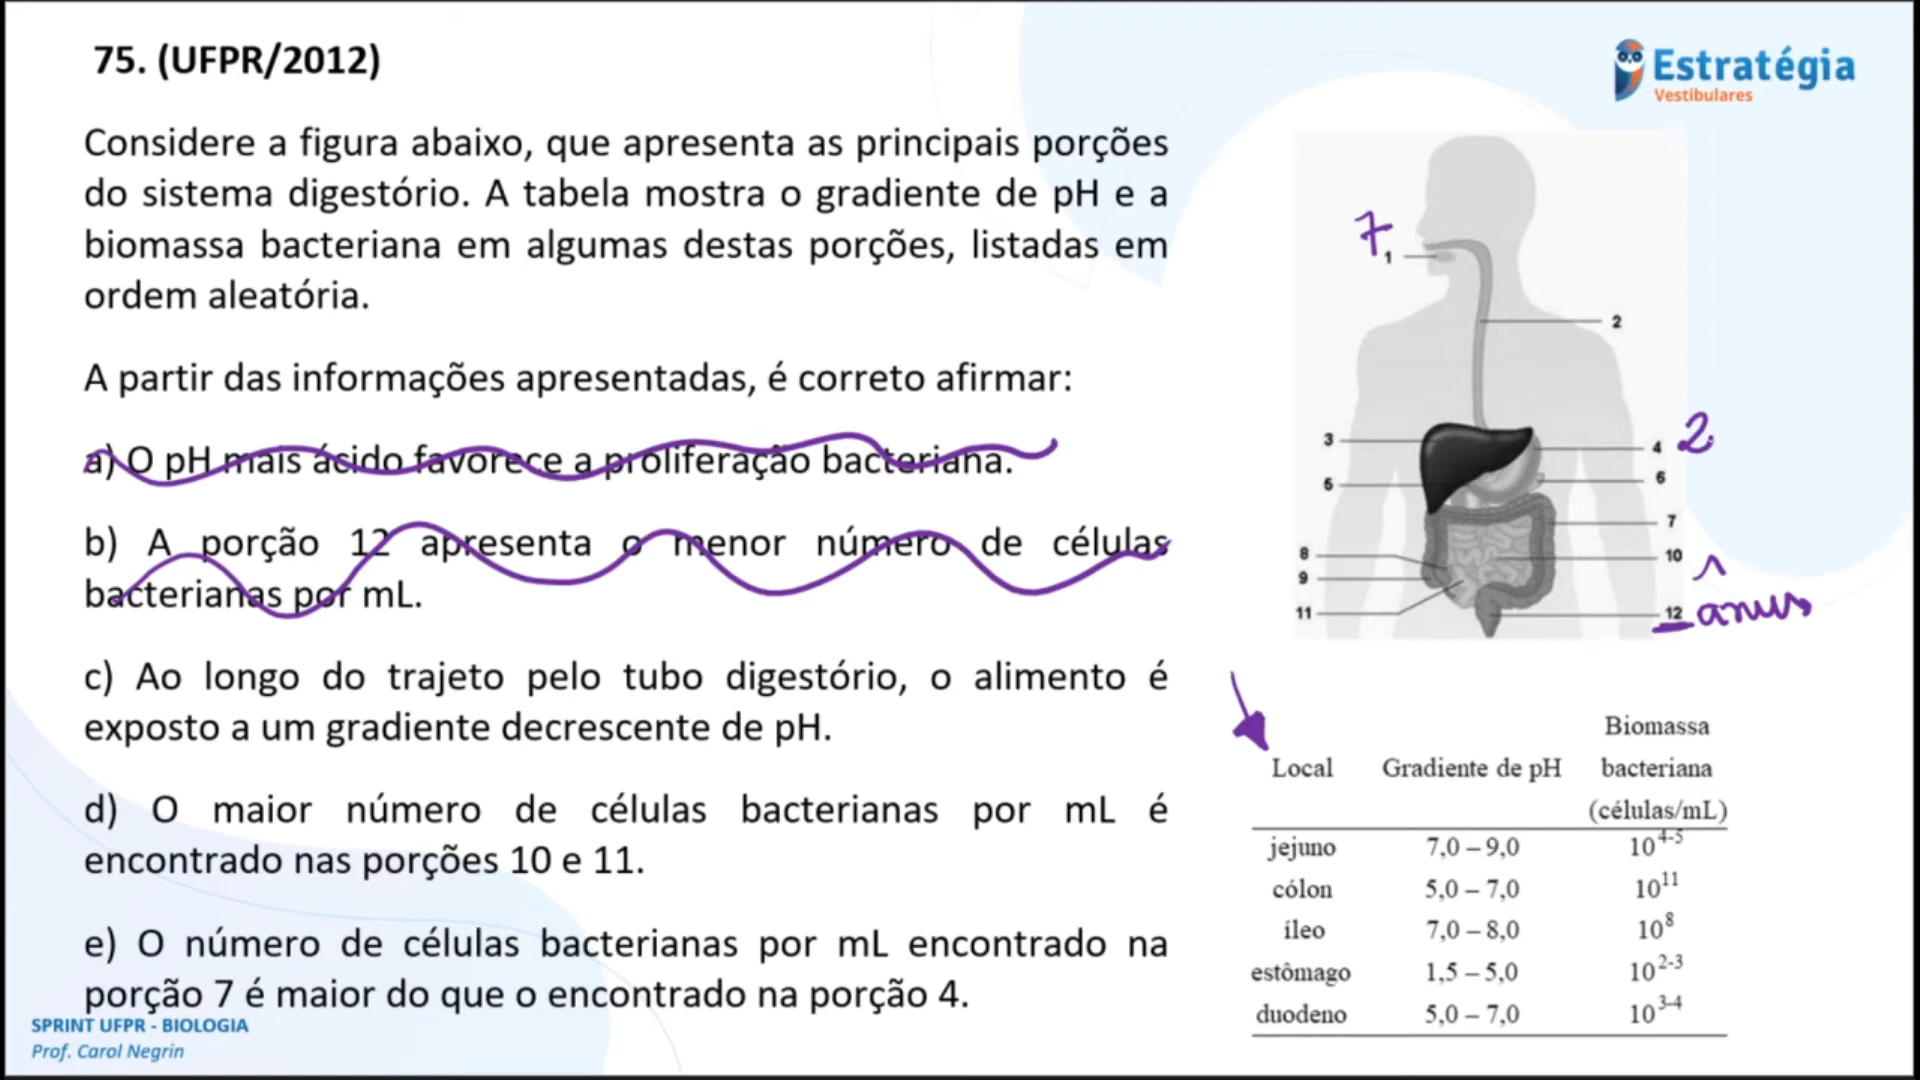 75. (UFPR/2012)
Estratégia
Vestibulares
Considere a figura abaixo, que apresenta as principais porções
do sistema digestório. A tabela mostra o gradiente de pH e a
biomassa bacteriana em algumas destas porções, listadas em
ordem aleatória.
A partir das informações apresentadas, é correto afirmar:
a) O pH mais ácido favorece a proliferação bacteriana.
b) A porção 12 apresenta o menor número de células
bacterianas por mL.
c) Ao longo do trajeto pelo tubo digestório, o alimento é
exposto a um gradiente decrescente de pH.
d) O maior número de células bacterianas por mL é
encontrado nas porções 10 e 11.
e) O número de células bacterianas por mL encontrado na
porção 7 é maior do que o encontrado na porção 4.
SPRINT UFPR - BIOLOGIA
Prof. Carol Negrin
7
1
2
3
4 2
5
6
7
8
10
9
11
12 ânus
Biomassa
Local Gradiente de pH bacteriana
(células/mL)
jejuno 7,0 – 9,0 10⁴⁻⁵
cólon 5,0 – 7,0 10¹¹
íleo 7,0 – 8,0 10⁸
estômago 1,5 – 5,0 10²⁻³
duodeno 5,0 – 7,0 10³⁻⁴